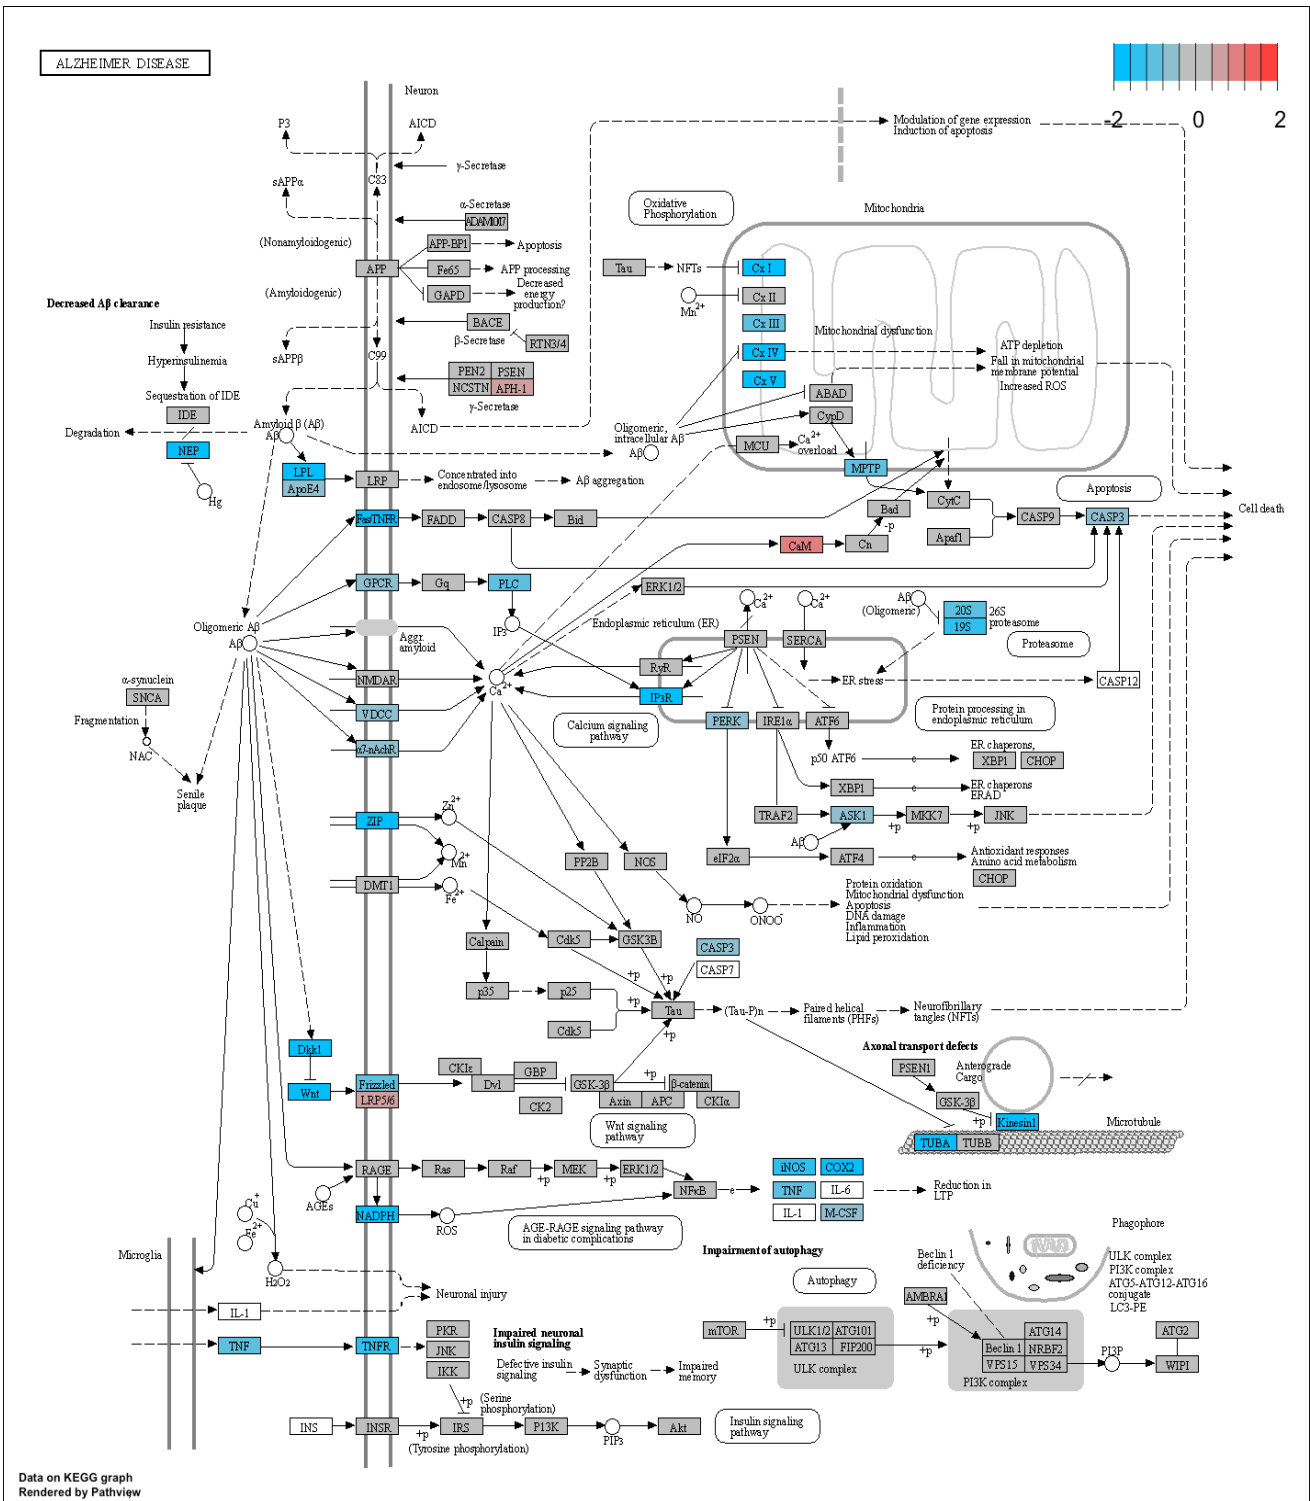 ALZHEIMER DISEASE
-2
0
2
Neuron
P3
AICD
γ-Secretase
C83
sAPPα
α-Secretase
ADAM10/17
(Nonamyloidogenic)
APP-BP1
Apoptosis
APP
Fe65
APP processing
(Amyloidogenic)
GAPD
Decreased
energy
production?
BACE
β-Secretase
RTN3/4
sAPPβ
C99
PEN2
PSEN
NCSTN
APH-1
γ-Secretase
AICD
Modulation of gene expression
Induction of apoptosis
Oxidative
Phosphorylation
Mitochondria
Tau
NFTs
Cx I
Mn2+
Cx II
Cx III
Mitochondrial dysfunction
Cx IV
ATP depletion
Fall in mitochondrial
membrane potential
Increased ROS
Cx V
ABAD
CypD
Oligomeric,
intracellular Aβ
Aβ
MCU
Ca2+
overload
MPTP
CytC
Bad
-p
Apoptosis
CaM
Cn
Apaf1
CASP9
CASP3
Cell death
Decreased Aβ clearance
Insulin resistance
Hyperinsulinemia
Sequestration of IDE
IDE
Degradation
NEP
Hg
Amyloid β (Aβ)
Aβ
LPL
ApoE4
LRP
Concentrated into
endosome/lysosome
Aβ aggregation
Fas/TNFR
FADD
CASP8
Bid
GPCR
Gq
PLC
IP3
ERK1/2
Oligomeric Aβ
Aβ
Aggr.
amyloid
Endoplasmic reticulum (ER)
Ca2+
Ca2+
Aβ
(Oligomeric)
20S
19S
26S
proteasome
Proteasome
PSEN
SERCA
RyR
NMDAR
Ca2+
IP3R
ER stress
CASP12
α-synuclein
SNCA
Fragmentation
NAC
Senile
plaque
VDCC
α7-nAchR
Calcium signaling
pathway
PERK
IRE1α
ATF6
Protein processing in
endoplasmic reticulum
p50 ATF6
e
ER chaperons,
XBP1
CHOP
XBP1
e
ER chaperons
ERAD
ZIP
Zn2+
Mn2+
DMT1
Fe2+
TRAF2
ASK1
+p
MKK7
+p
JNK
Aβ
PP2B
NOS
eIF2α
ATF4
e
Antioxidant responses
Amino acid metabolism
CHOP
NO
ONOO-
Protein oxidation
Mitochondrial dysfunction
Apoptosis
DNA damage
Inflammation
Lipid peroxidation
Calpain
Cdk5
GSK3B
CASP3
CASP7
+p
+p
p35
p25
+p
Cdk5
Tau
+p
(Tau-P)n
Paired helical
filaments (PHFs)
Neurofibrillary
tangles (NFTs)
Dkk1
Wnt
Frizzled
LRP5/6
CKIε
Dvl
GBP
CK2
GSK-3β
+p
β-catenin
Axin
APC
CKIα
Wnt signaling
pathway
Axonal transport defects
PSEN1
Anterograde
Cargo
GSK-3β
+p
Kinesin1
Microtubule
TUBA
TUBB
RAGE
Ras
Raf
+p
MEK
+p
ERK1/2
NFκB
e
iNOS
COX2
TNF
IL-6
IL-1
M-CSF
Reduction in
LTP
AGEs
NADPH
ROS
AGE-RAGE signaling pathway
in diabetic complications
Cu+
Fe2+
H2O2
Microglia
Neuronal injury
IL-1
TNF
TNFR
PKR
JNK
IKK
Impaired neuronal
insulin signaling
Defective insulin
signaling
Synaptic
dysfunction
Impaired
memory
+p
(Serine
phosphorylation)
INS
INSR
+p
IRS
(Tyrosine phosphorylation)
P13K
PIP3
Akt
Insulin signaling
pathway
Impairment of autophagy
Autophagy
Beclin 1
deficiency
Phagophore
ULK complex
PI3K complex
ATG5-ATG12-ATG16
conjugate
LC3-PE
AMBRA1
+p
mTOR
+p
ULK1/2
ATG101
ATG13
FIP200
ULK complex
+p
ATG14
Beclin 1
NRBF2
VPS15
VPS34
PI3K complex
PI3P
ATG2
WIPI
Data on KEGG graph
Rendered by Pathview